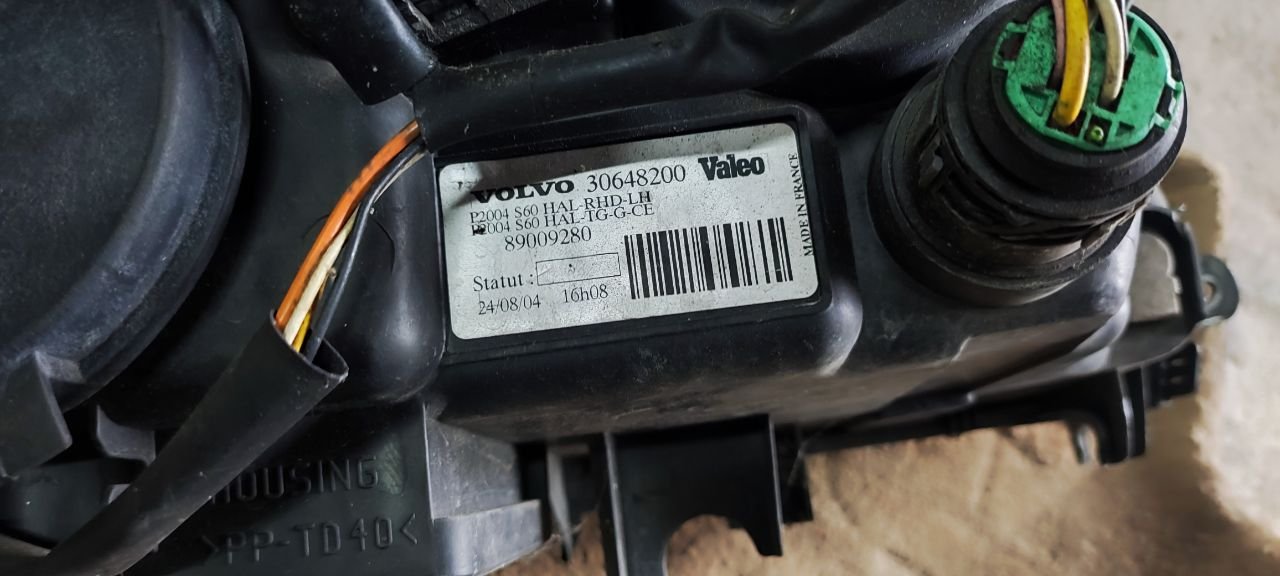 VOLVO 30648200 Valeo
P2004 S60 HAL-RHD-LH
P2004 S60 HAL-TG-G-CE
89009280
Statut :
24/08/04 16h08
MADE IN FRANCE
HOUSING
>PP-TD40<